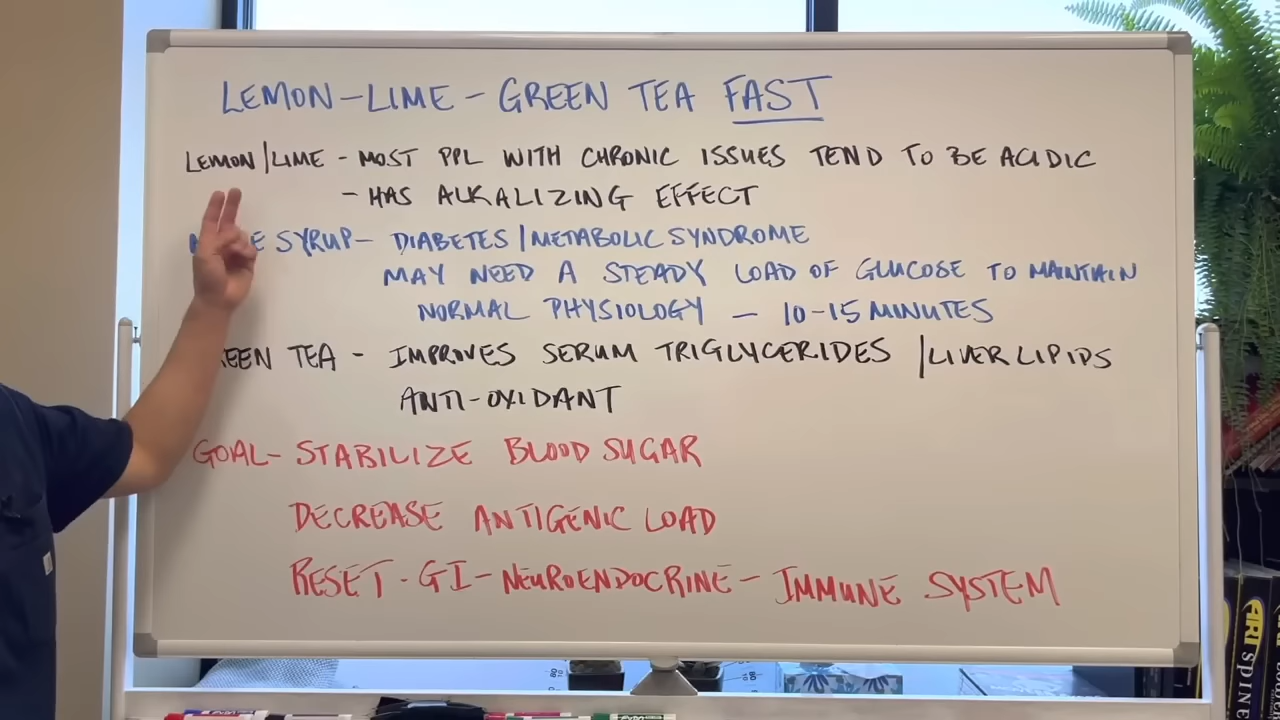 LEMON-LIME-GREEN TEA FAST
LEMON/LIME - MOST PPL WITH CHRONIC ISSUES TEND TO BE ACIDIC
- HAS ALKALIZING EFFECT
SYRUP- DIABETES/METABOLIC SYNDROME
MAY NEED A STEADY LOAD OF GLUCOSE TO MAINTAIN
NORMAL PHYSIOLOGY - 10-15 MINUTES
TEA - IMPROVES SERUM TRIGLYCERIDES /LIVER LIPIDS
ANTI-OXIDANT
GOAL- STABILIZE BLOOD SUGAR
DECREASE ANTIGENIC LOAD
RESET-GI-NEUROENDOCRINE-IMMUNE SYSTEM